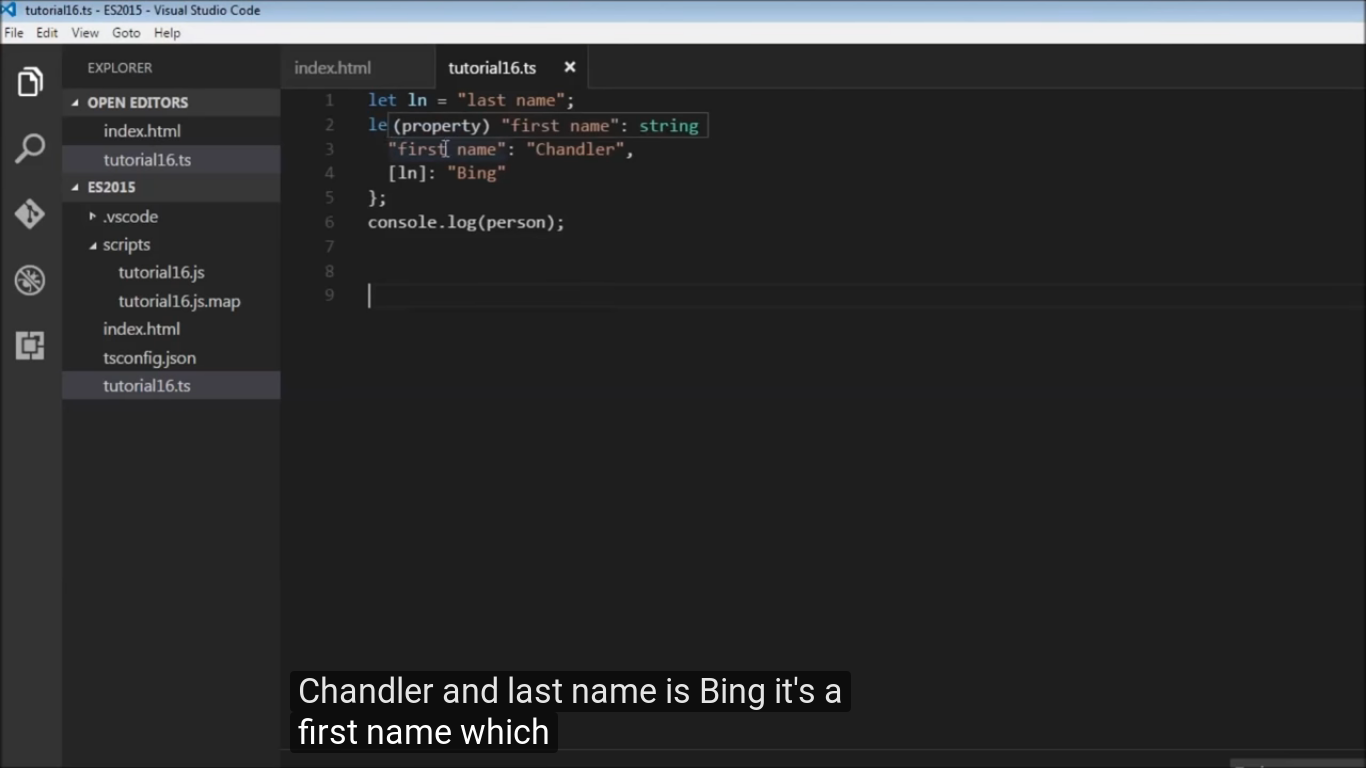 tutorial16.ts - ES2015 - Visual Studio Code
File Edit View Goto Help
EXPLORER
OPEN EDITORS
index.html
tutorial16.ts
ES2015
.vscode
scripts
tutorial16.js
tutorial16.js.map
index.html
tsconfig.json
tutorial16.ts
index.html tutorial16.ts
1 let ln = "last name";
2 le (property) "first name": string
3 "first name": "Chandler",
4 [ln]: "Bing"
5 };
6 console.log(person);
7
8
9
Chandler and last name is Bing it's a
first name which